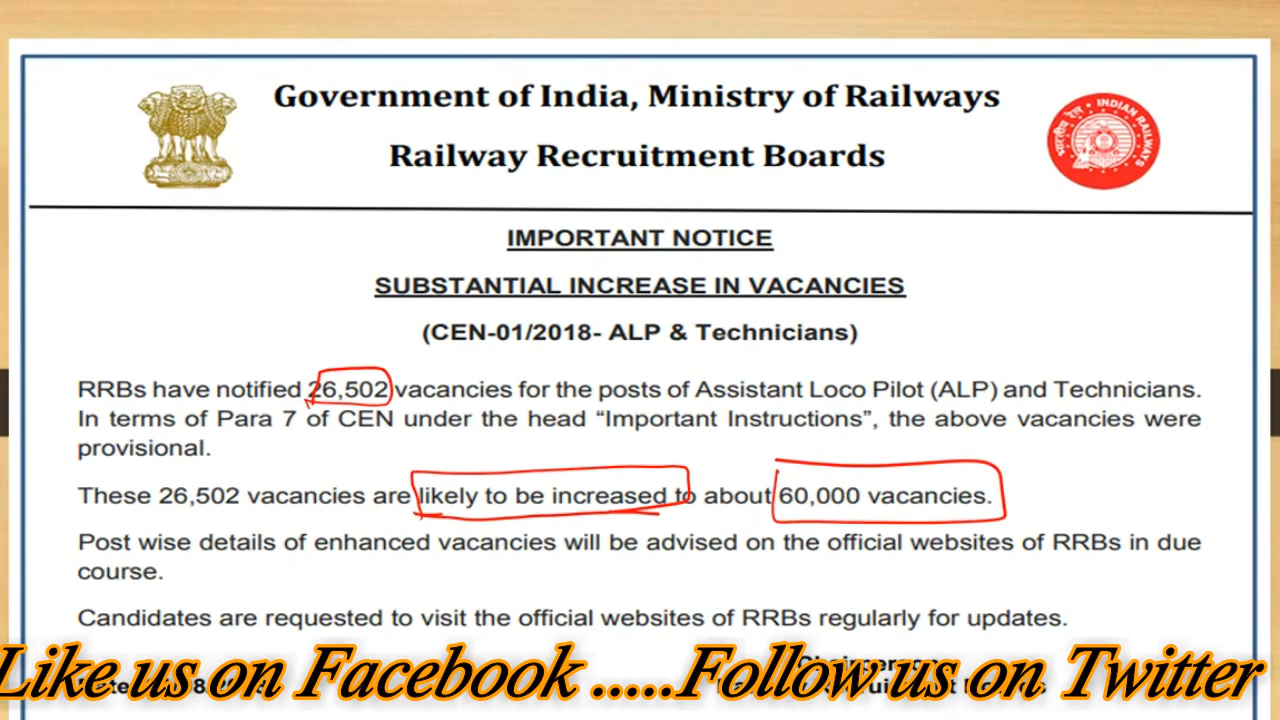 Government of India, Ministry of Railways
Railway Recruitment Boards
भारतीय रेल INDIAN RAILWAYS
IMPORTANT NOTICE
SUBSTANTIAL INCREASE IN VACANCIES
(CEN-01/2018- ALP & Technicians)
RRBs have notified 26,502 vacancies for the posts of Assistant Loco Pilot (ALP) and Technicians.
In terms of Para 7 of CEN under the head “Important Instructions”, the above vacancies were
provisional.
These 26,502 vacancies are likely to be increased to about 60,000 vacancies.
Post wise details of enhanced vacancies will be advised on the official websites of RRBs in due
course.
Candidates are requested to visit the official websites of RRBs regularly for updates.
Like us on Facebook .....Follow us on Twitter